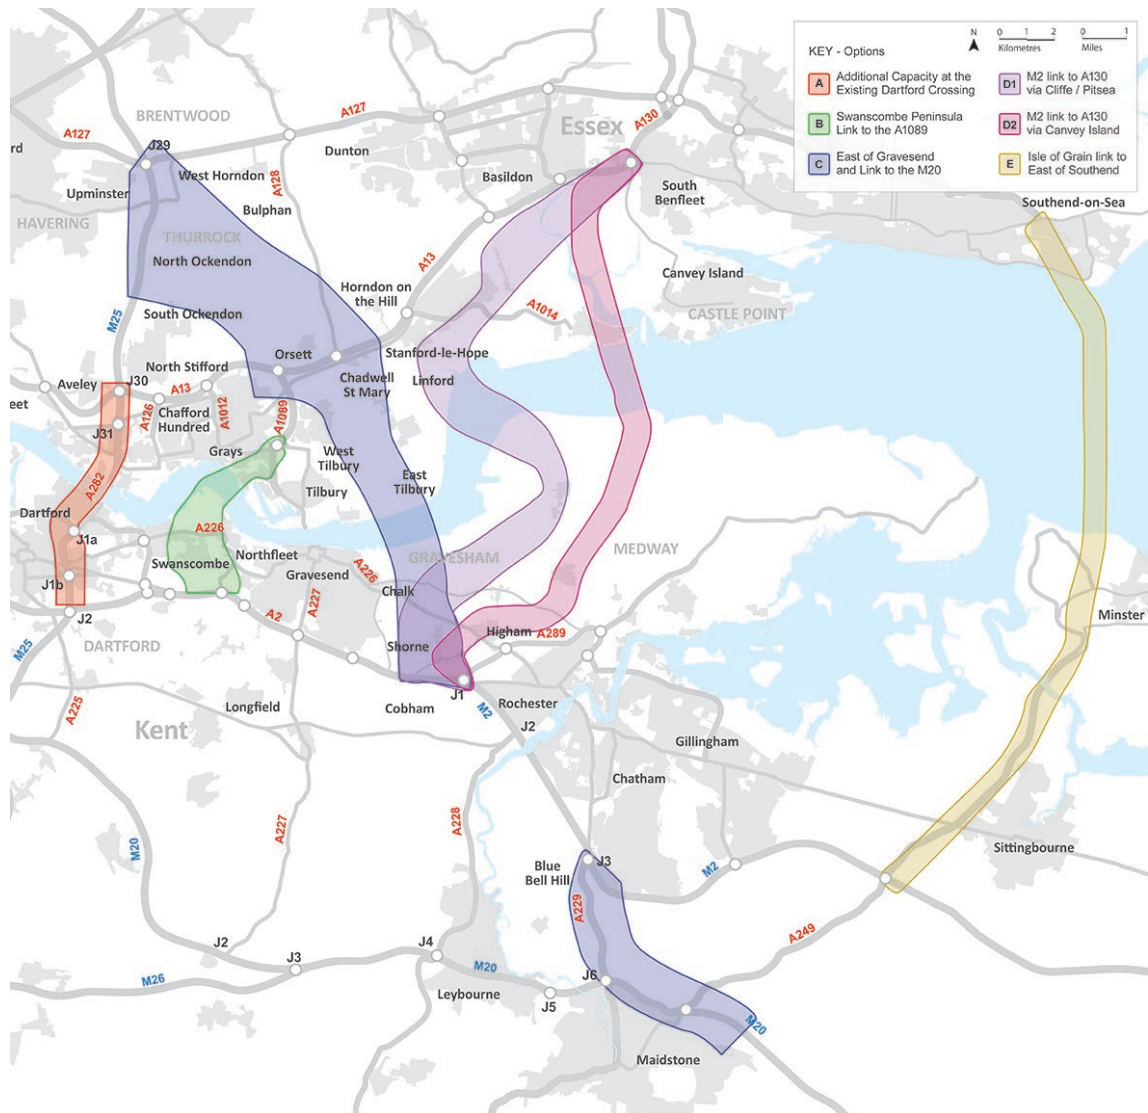 KEY - Options
N
0 1 2
Kilometres
0 1
Miles
A Additional Capacity at the
Existing Dartford Crossing
B Swanscombe Peninsula
Link to the A1089
C East of Gravesend
and Link to the M20
D1 M2 link to A130
via Cliffe / Pitsea
D2 M2 link to A130
via Canvey Island
E Isle of Grain link to
East of Southend
BRENTWOOD
A127
A127
A130
Essex
rd
J29
Dunton
West Horndon
Upminster
A128
Basildon
South
Benfleet
Southend-on-Sea
Bulphan
HAVERING
THURROCK
North Ockendon
A13
Canvey Island
Horndon on
the Hill
A1014
CASTLE POINT
South Ockendon
M25
Orsett
Stanford-le-Hope
North Stifford
Linford
Chadwell
St Mary
Aveley
J30
A13
eet
A126
Chafford
Hundred
A1012
A1089
J31
Grays
West
Tilbury
East
Tilbury
A282
Tilbury
Dartford
A226
J1a
Northfleet
GRAVESHAM
MEDWAY
Swanscombe
Gravesend
A226
J1b
Chalk
A227
J2
A2
Minster
Higham
A289
DARTFORD
Shorne
M25
J1
A225
Longfield
Cobham
M2
Rochester
J2
Kent
Gillingham
Chatham
A228
A227
M20
Sittingbourne
Blue
Bell Hill
J3
M2
A229
A249
J2
J4
J3
M20
J6
M26
Leybourne
J5
M20
Maidstone